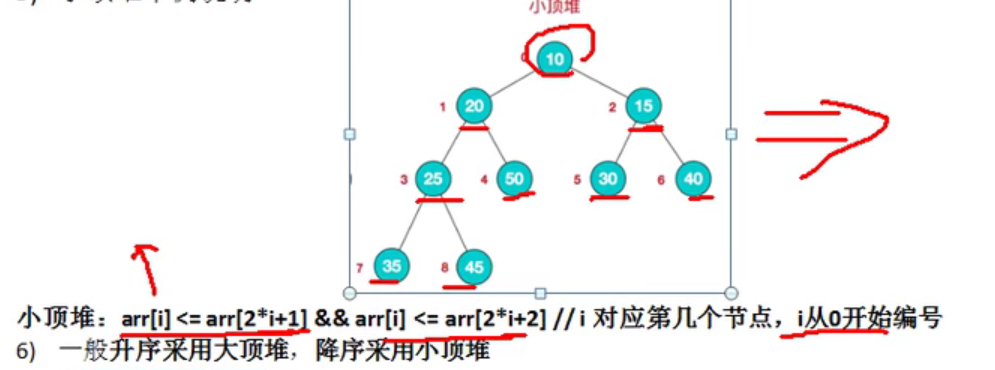 小顶堆
0 10
1 20 2 15
3 25 4 50 5 30 6 40
7 35 8 45
小顶堆：arr[i] <= arr[2*i+1] && arr[i] <= arr[2*i+2] // i 对应第几个节点，i从0开始编号
6) 一般升序采用大顶堆，降序采用小顶堆